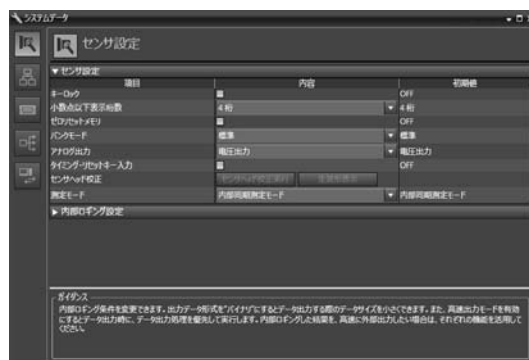 システムデータ
センサ設定
▼センサ設定
項目 内容 初期値
キーロック OFF
小数点以下表示桁数 4 桁 4 桁
ゼロリセットメモリ OFF
バンクモード 標準 標準
アナログ出力 電圧出力 電圧出力
タイミング・リセットキー入力 OFF
センサヘッド校正
測定モード 内部同期測定モード 内部同期測定モード
▶内部ロギング設定
ガイダンス
内部ロギング条件を変更できます。出力データ形式を"バイナリ"にするとデータ出力する際のデータサイズを小さくできます。また、高速出力モードを有効
にするとデータ出力時に、データ出力処理を優先して実行します。内部ロギングした結果を、高速に外部出力したい場合は、それぞれの機能を活用して
ください。